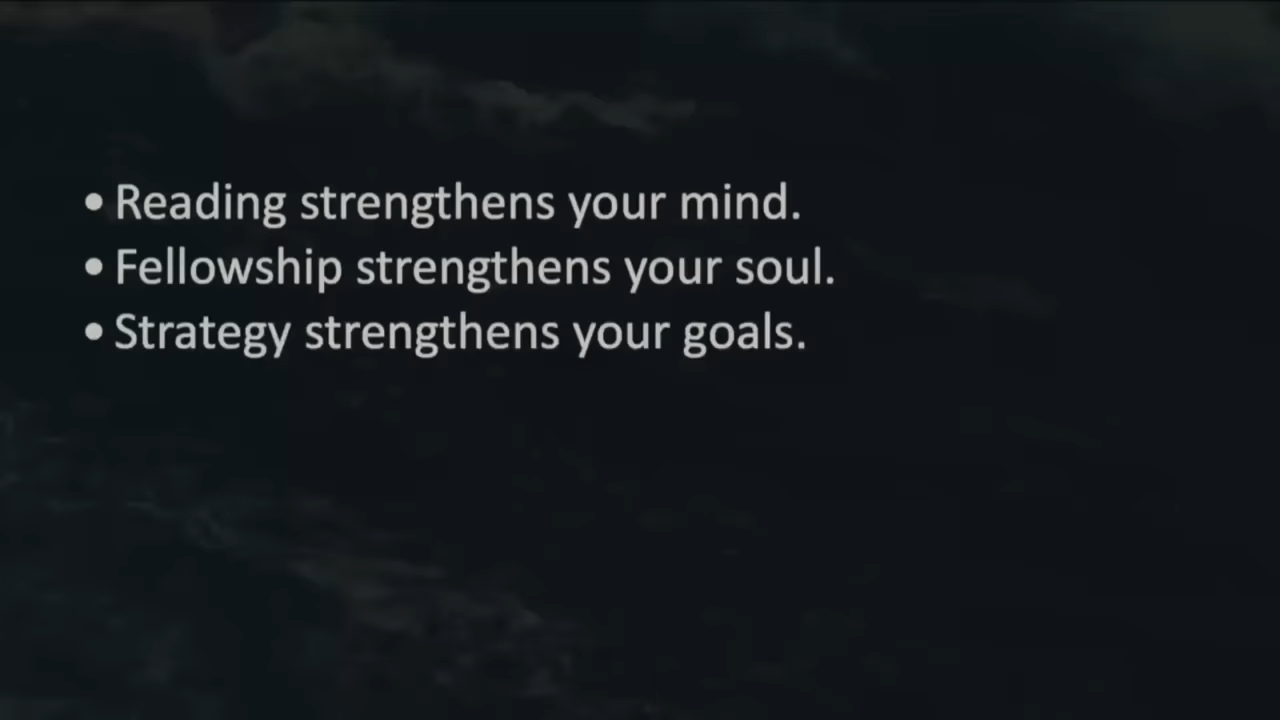 • Reading strengthens your mind.
• Fellowship strengthens your soul.
• Strategy strengthens your goals.